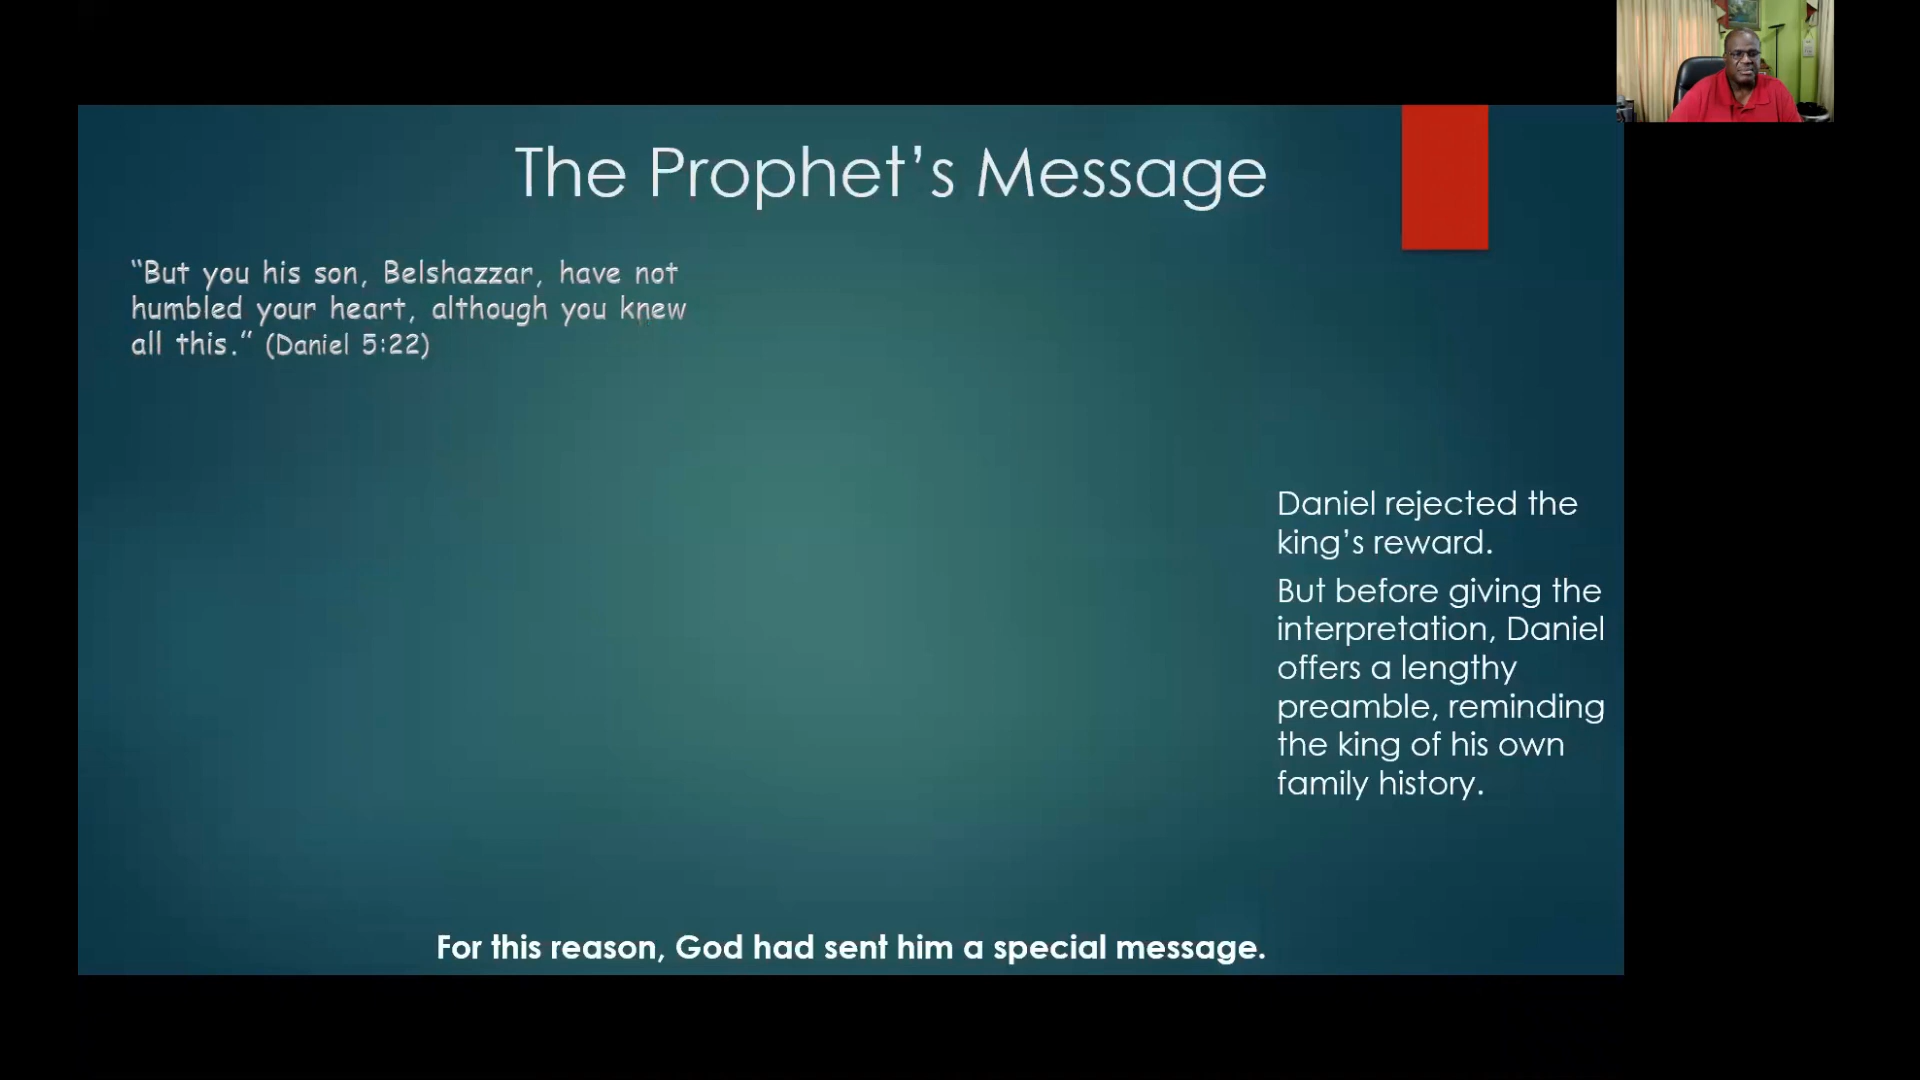 The Prophet’s Message
“But you his son, Belshazzar, have not
humbled your heart, although you knew
all this.” (Daniel 5:22)
Daniel rejected the
king’s reward.
But before giving the
interpretation, Daniel
offers a lengthy
preamble, reminding
the king of his own
family history.
For this reason, God had sent him a special message.